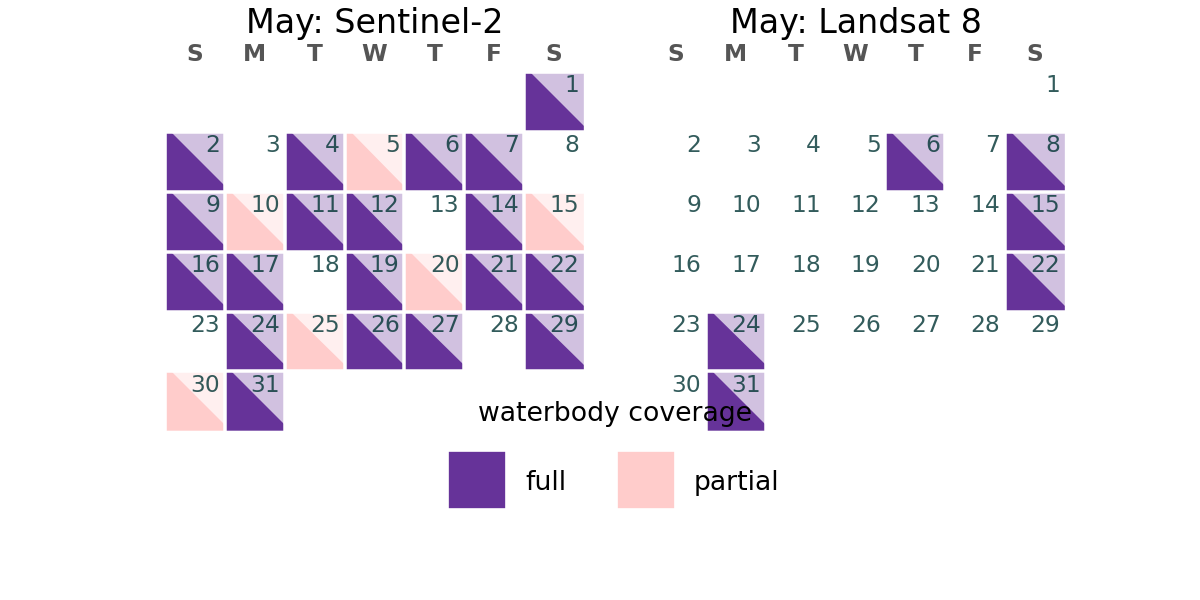 May: Sentinel-2
S M T W T F S
1
2 3 4 5 6 7 8
9 10 11 12 13 14 15
16 17 18 19 20 21 22
23 24 25 26 27 28 29
30 31
May: Landsat 8
S M T W T F S
1
2 3 4 5 6 7 8
9 10 11 12 13 14 15
16 17 18 19 20 21 22
23 24 25 26 27 28 29
30 31
waterbody coverage
full partial